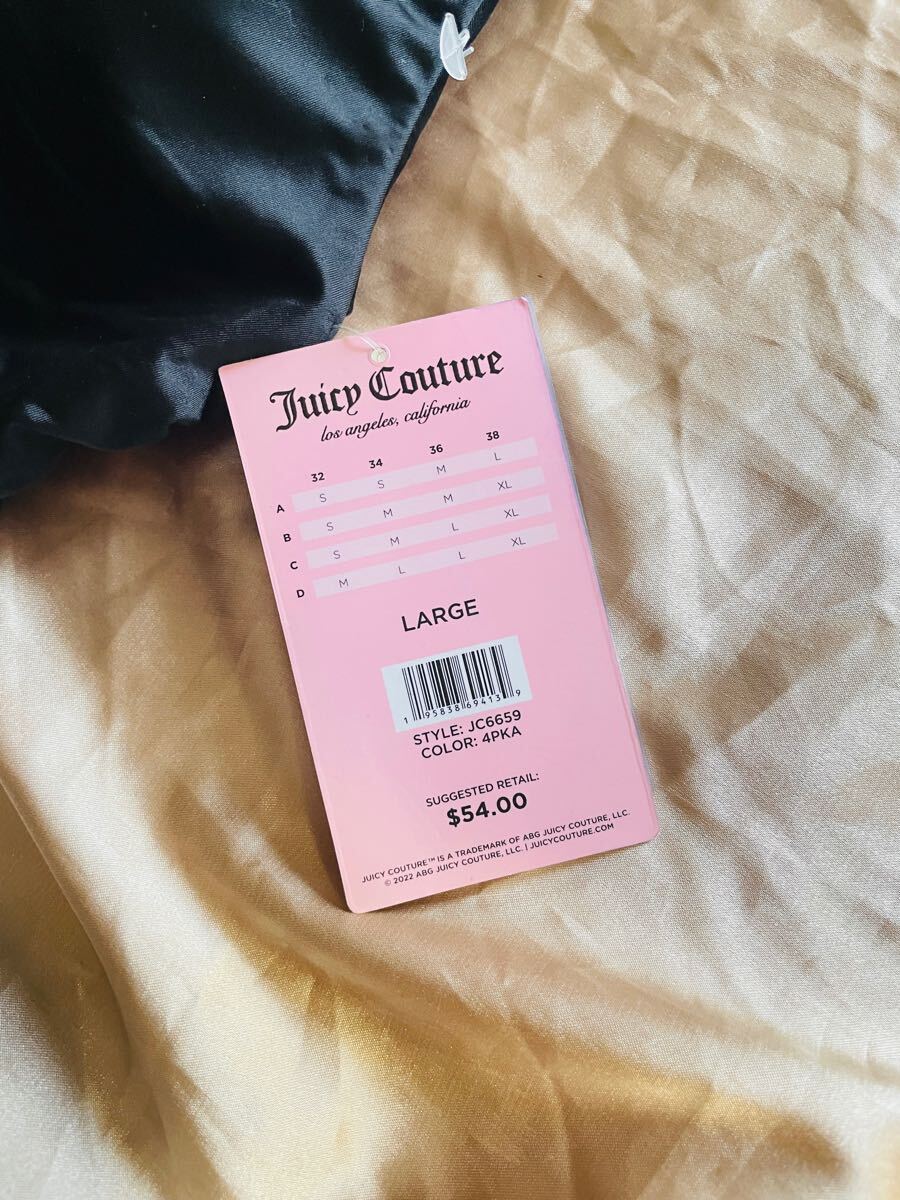 Juicy Couture
los angeles, california
32 34 36 38
A S S M L
B S M M XL
C S M L XL
D M L L XL
LARGE
1 95838 69413 9
STYLE: JC6659
COLOR: 4PKA
SUGGESTED RETAIL:
$54.00
JUICY COUTURE™ IS A TRADEMARK OF ABG JUICY COUTURE, LLC.
© 2022 ABG JUICY COUTURE, LLC. | JUICYCOUTURE.COM